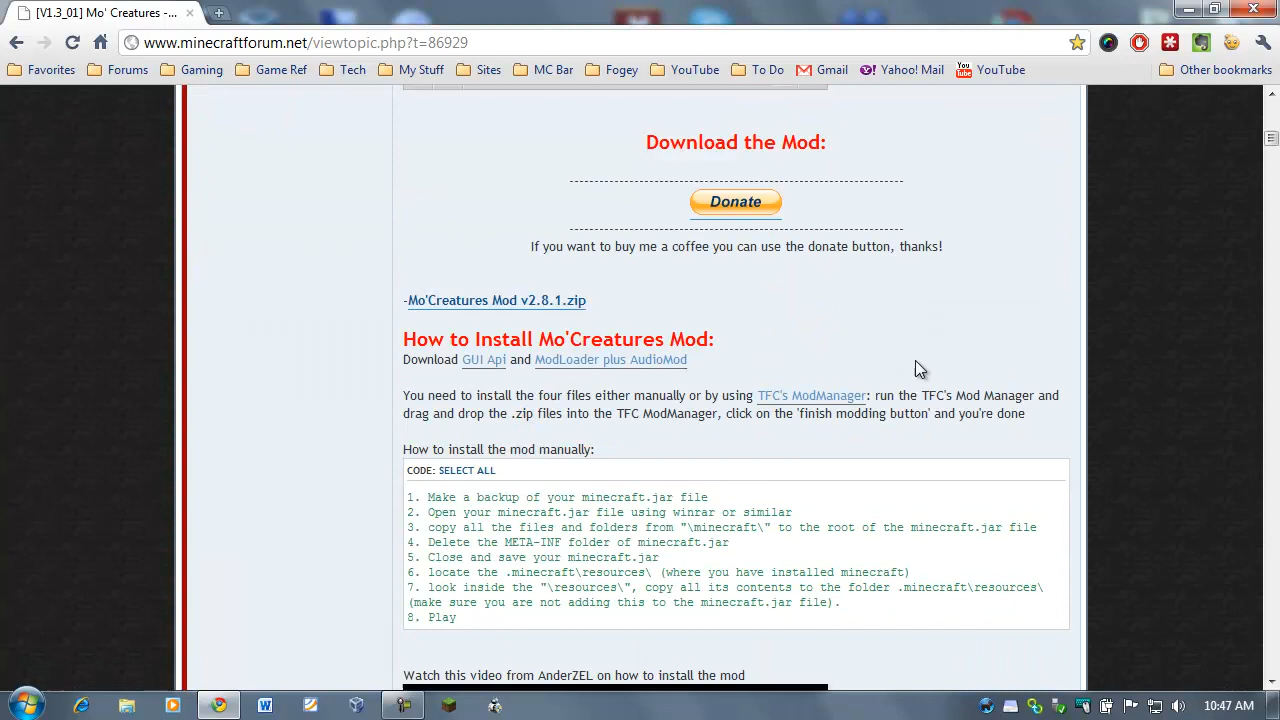 [V1.3_01] Mo' Creatures -...
www.minecraftforum.net/viewtopic.php?t=86929
Favorites Forums Gaming Game Ref Tech My Stuff Sites MC Bar Fogey YouTube To Do Gmail Yahoo! Mail YouTube Other bookmarks
Download the Mod:
Donate
If you want to buy me a coffee you can use the donate button, thanks!
-Mo'Creatures Mod v2.8.1.zip
How to Install Mo'Creatures Mod:
Download GUI Api and ModLoader plus AudioMod
You need to install the four files either manually or by using TFC's ModManager: run the TFC's Mod Manager and
drag and drop the .zip files into the TFC ModManager, click on the 'finish modding button' and you're done
How to install the mod manually:
CODE: SELECT ALL
1. Make a backup of your minecraft.jar file
2. Open your minecraft.jar file using winrar or similar
3. copy all the files and folders from "\minecraft\" to the root of the minecraft.jar file
4. Delete the META-INF folder of minecraft.jar
5. Close and save your minecraft.jar
6. locate the .minecraft\resources\ (where you have installed minecraft)
7. look inside the "\resources\", copy all its contents to the folder .minecraft\resources\
(make sure you are not adding this to the minecraft.jar file).
8. Play
Watch this video from AnderZEL on how to install the mod
10:47 AM